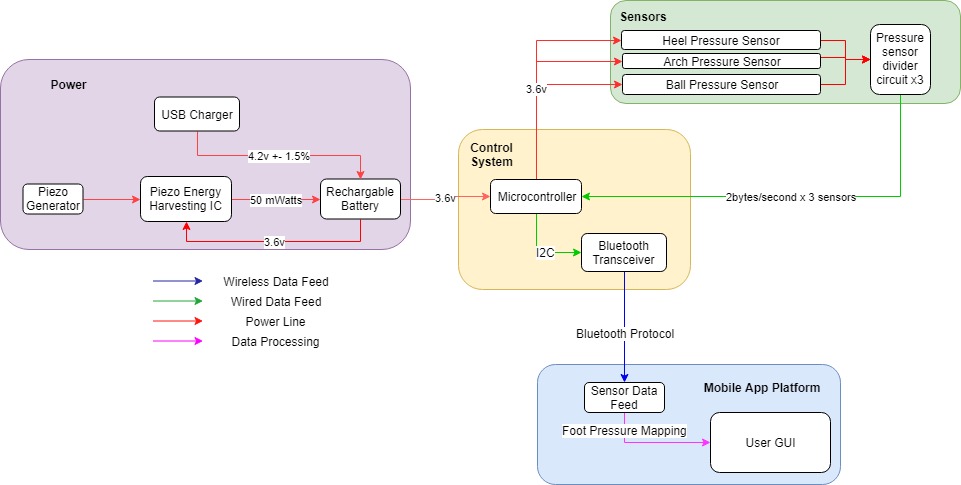 Sensors
Heel Pressure Sensor
Arch Pressure Sensor
Ball Pressure Sensor
Pressure
sensor
divider
circuit x3
3.6v
Power
USB Charger
4.2v +- 1.5%
Piezo
Generator
Piezo Energy
Harvesting IC
50 mWatts
Rechargable
Battery
3.6v
3.6v
Control
System
Microcontroller
2bytes/second x 3 sensors
I2C
Bluetooth
Transceiver
Wireless Data Feed
Wired Data Feed
Power Line
Data Processing
Bluetooth Protocol
Mobile App Platform
Sensor Data
Feed
Foot Pressure Mapping
User GUI